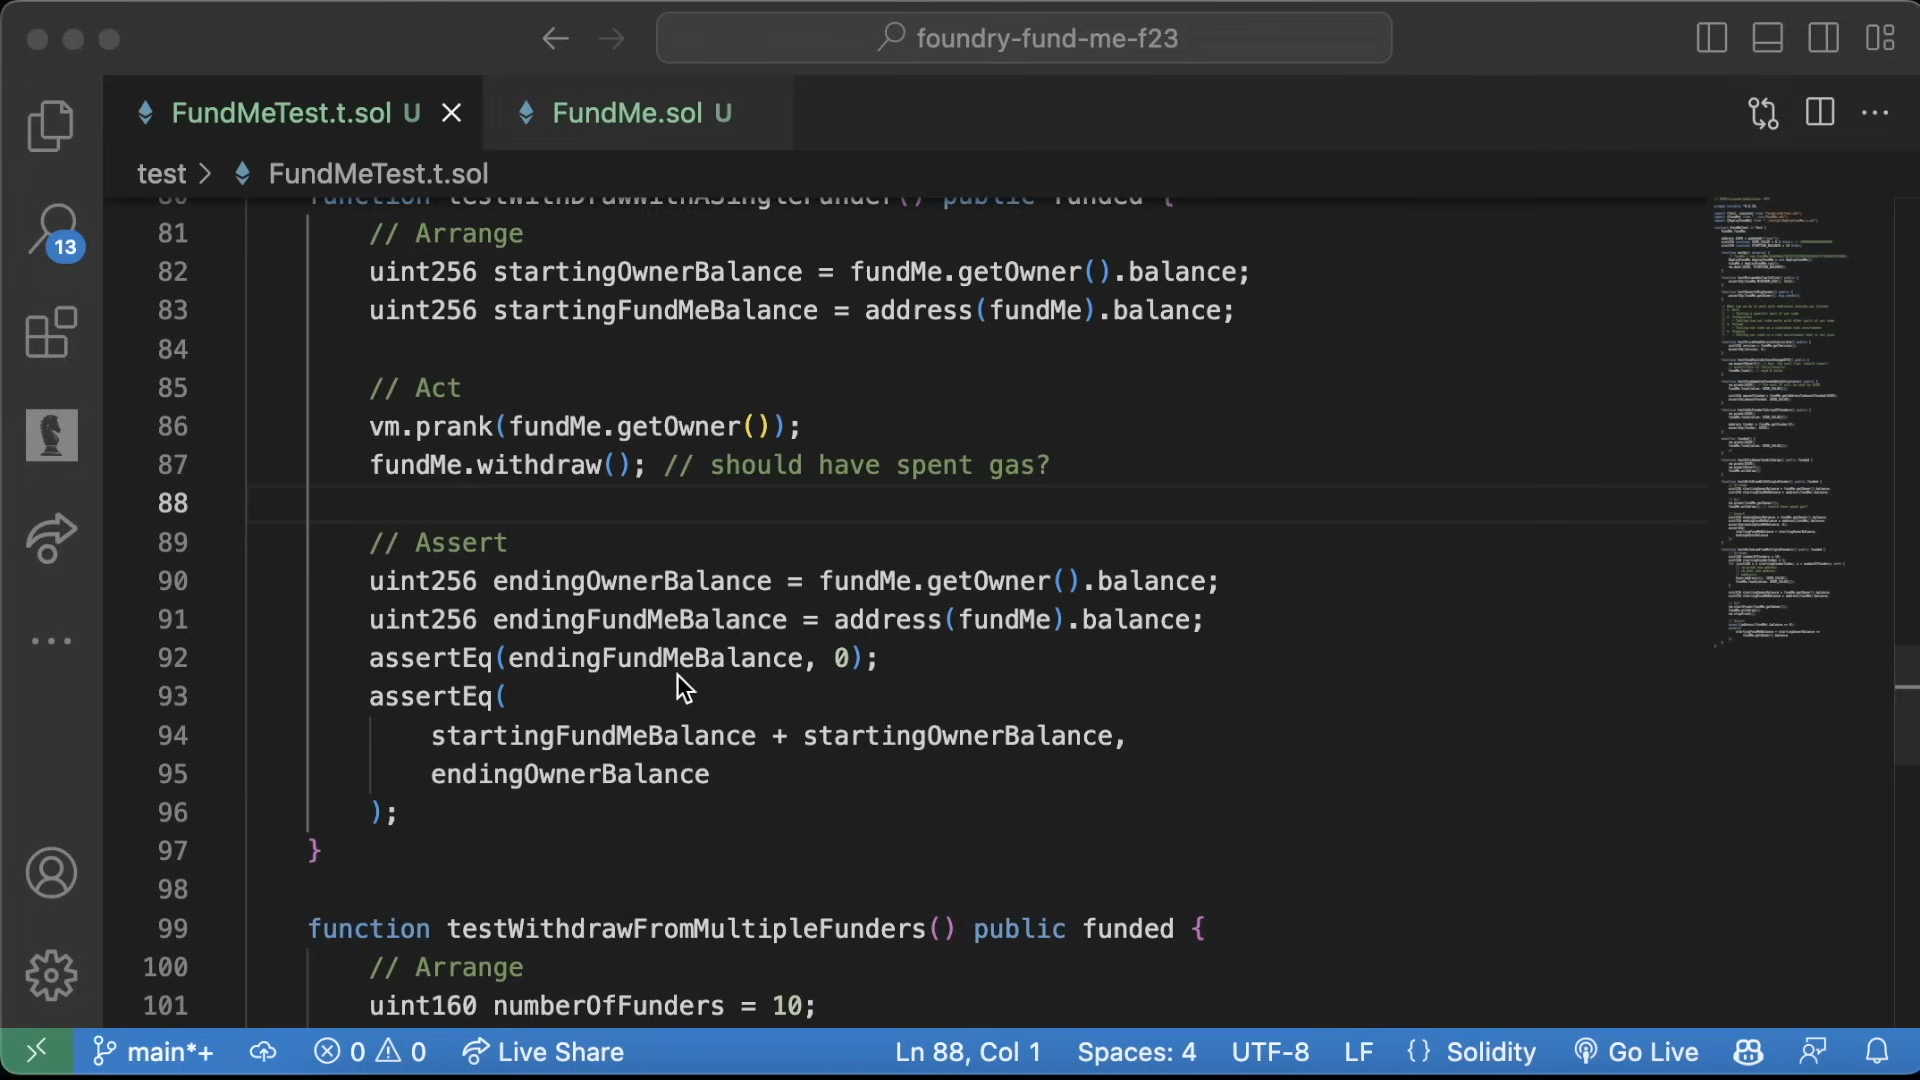 foundry-fund-me-f23
FundMeTest.t.sol U
FundMe.sol U
test > FundMeTest.t.sol
80 function testWithDrawWithASingleFunder() public funded {
81 // Arrange
82 uint256 startingOwnerBalance = fundMe.getOwner().balance;
83 uint256 startingFundMeBalance = address(fundMe).balance;
84
85 // Act
86 vm.prank(fundMe.getOwner());
87 fundMe.withdraw(); // should have spent gas?
88
89 // Assert
90 uint256 endingOwnerBalance = fundMe.getOwner().balance;
91 uint256 endingFundMeBalance = address(fundMe).balance;
92 assertEq(endingFundMeBalance, 0);
93 assertEq(
94 startingFundMeBalance + startingOwnerBalance,
95 endingOwnerBalance
96 );
97 }
98
99 function testWithdrawFromMultipleFunders() public funded {
100 // Arrange
101 uint160 numberOfFunders = 10;
13
main*+ 0 0 Live Share Ln 88, Col 1 Spaces: 4 UTF-8 LF {} Solidity Go Live